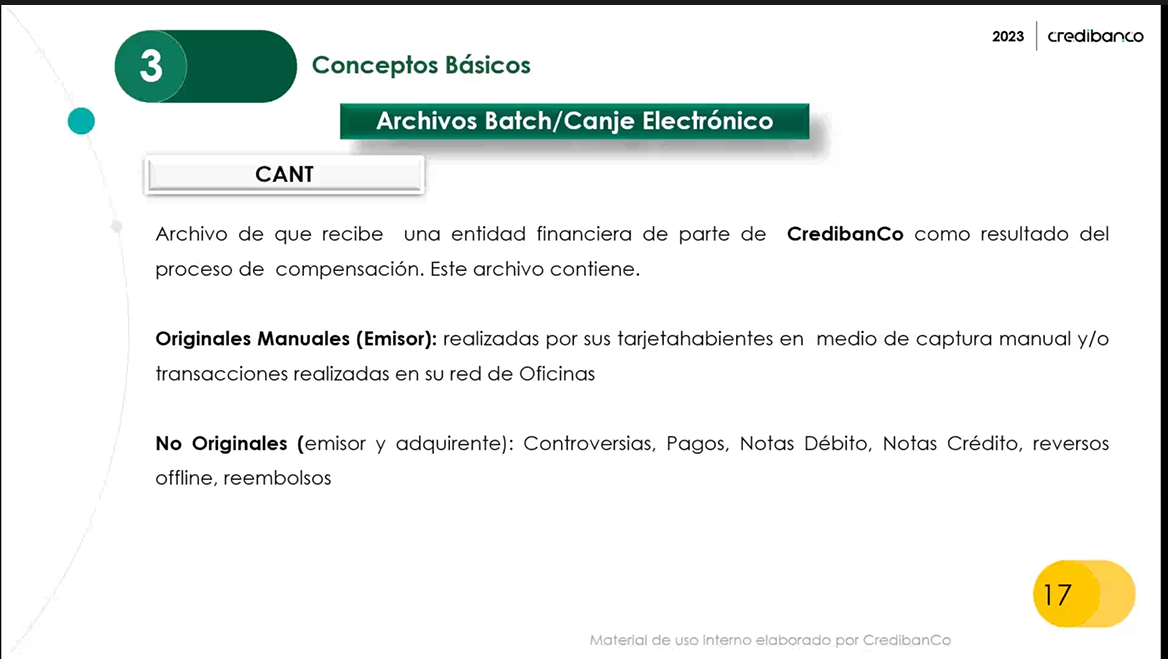 2023 credibanco
3 Conceptos Básicos
Archivos Batch/Canje Electrónico
CANT
Archivo de que recibe una entidad financiera de parte de CredibanCo como resultado del
proceso de compensación. Este archivo contiene.
Originales Manuales (Emisor): realizadas por sus tarjetahabientes en medio de captura manual y/o
transacciones realizadas en su red de Oficinas
No Originales (emisor y adquirente): Controversias, Pagos, Notas Débito, Notas Crédito, reversos
offline, reembolsos
17
Material de uso interno elaborado por CredibanCo